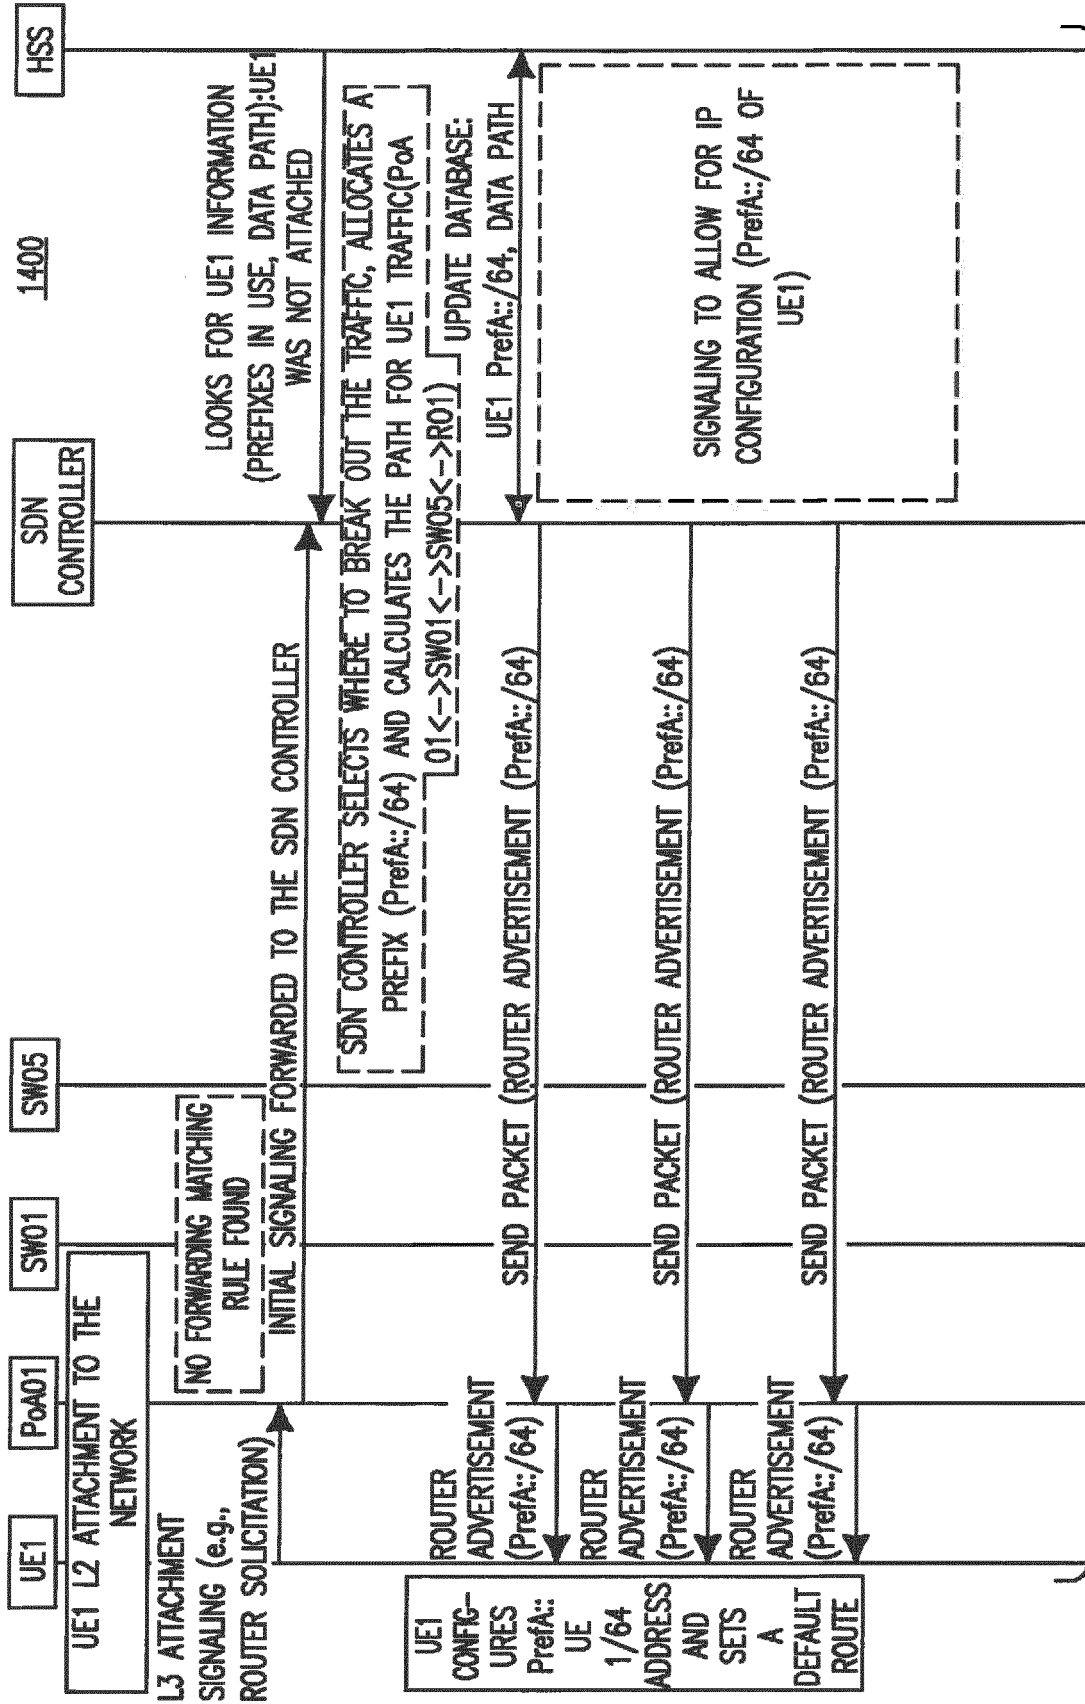 1400
UE1
PoA01
SW01
SW05
SDN
CONTROLLER
HSS
UE1 L2 ATTACHMENT TO THE
NETWORK
L3 ATTACHMENT
SIGNALING (e.g.,
ROUTER SOLICITATION)
NO FORWARDING MATCHING
RULE FOUND
INITIAL SIGNALING FORWARDED TO THE SDN CONTROLLER
LOOKS FOR UE1 INFORMATION
(PREFIXES IN USE, DATA PATH):UE1
WAS NOT ATTACHED
SDN CONTROLLER SELECTS WHERE TO BREAK OUT THE TRAFFIC, ALLOCATES A
PREFIX (PrefA::/64) AND CALCULATES THE PATH FOR UE1 TRAFFIC(PoA
01<->SW01<->SW05<->R01)
UPDATE DATABASE:
UE1 PrefA::/64, DATA PATH
SEND PACKET (ROUTER ADVERTISEMENT (PrefA::/64)
ROUTER
ADVERTISEMENT
(PrefA::/64)
SEND PACKET (ROUTER ADVERTISEMENT (PrefA::/64)
ROUTER
ADVERTISEMENT
(PrefA::/64)
SEND PACKET (ROUTER ADVERTISEMENT (PrefA::/64)
ROUTER
ADVERTISEMENT
(PrefA::/64)
SIGNALING TO ALLOW FOR IP
CONFIGURATION (PrefA::/64 OF
UE1)
UE1
CONFIG-
URES
PrefA::
UE
1/64
ADDRESS
AND
SETS
A
DEFAULT
ROUTE